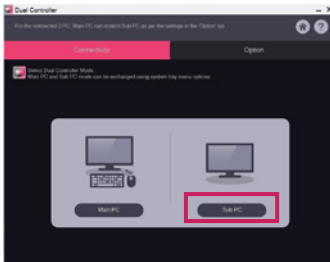 Dual Controller
For the connected 2 PC, Main PC can control Sub PC as per the settings in the 'Option' tab
Connectivity
Option
Select Dual Controller Mode.
Main PC and Sub PC mode can be exchanged using system tray menu options.
Main PC
Sub PC